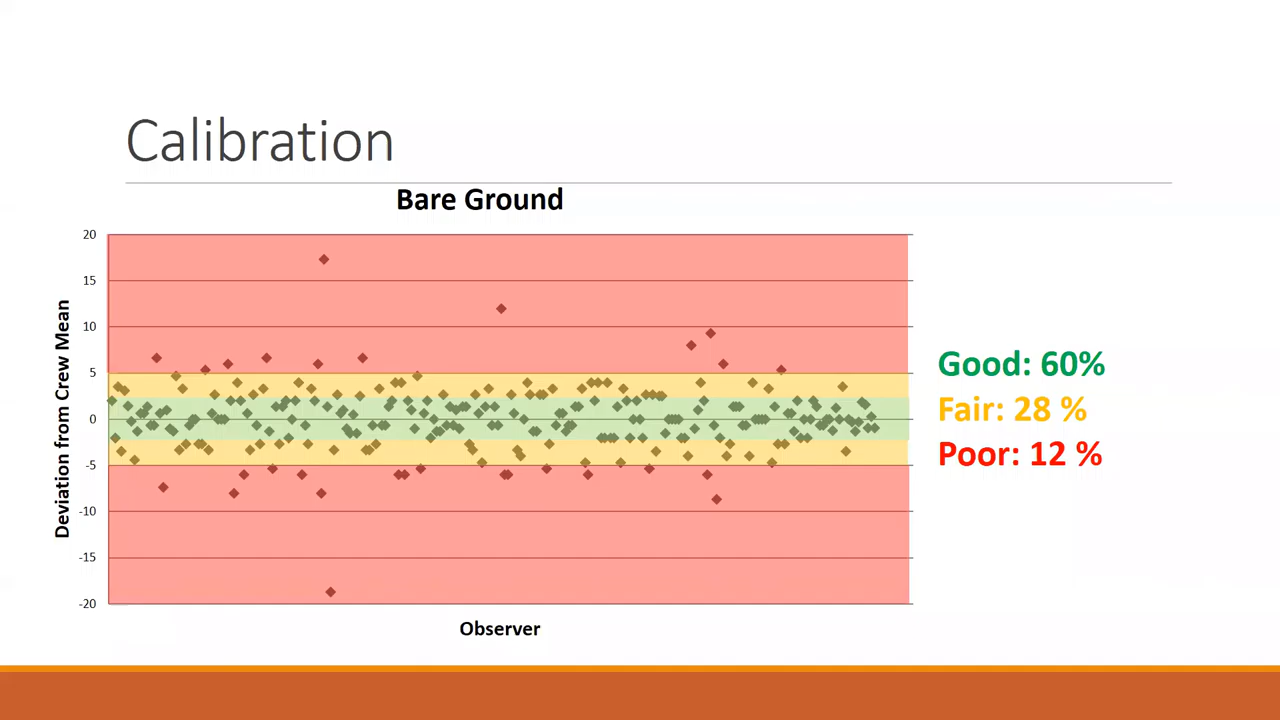 Calibration
Bare Ground
Deviation from Crew Mean
20
15
10
5
0
-5
-10
-15
-20
Observer
Good: 60%
Fair: 28 %
Poor: 12 %